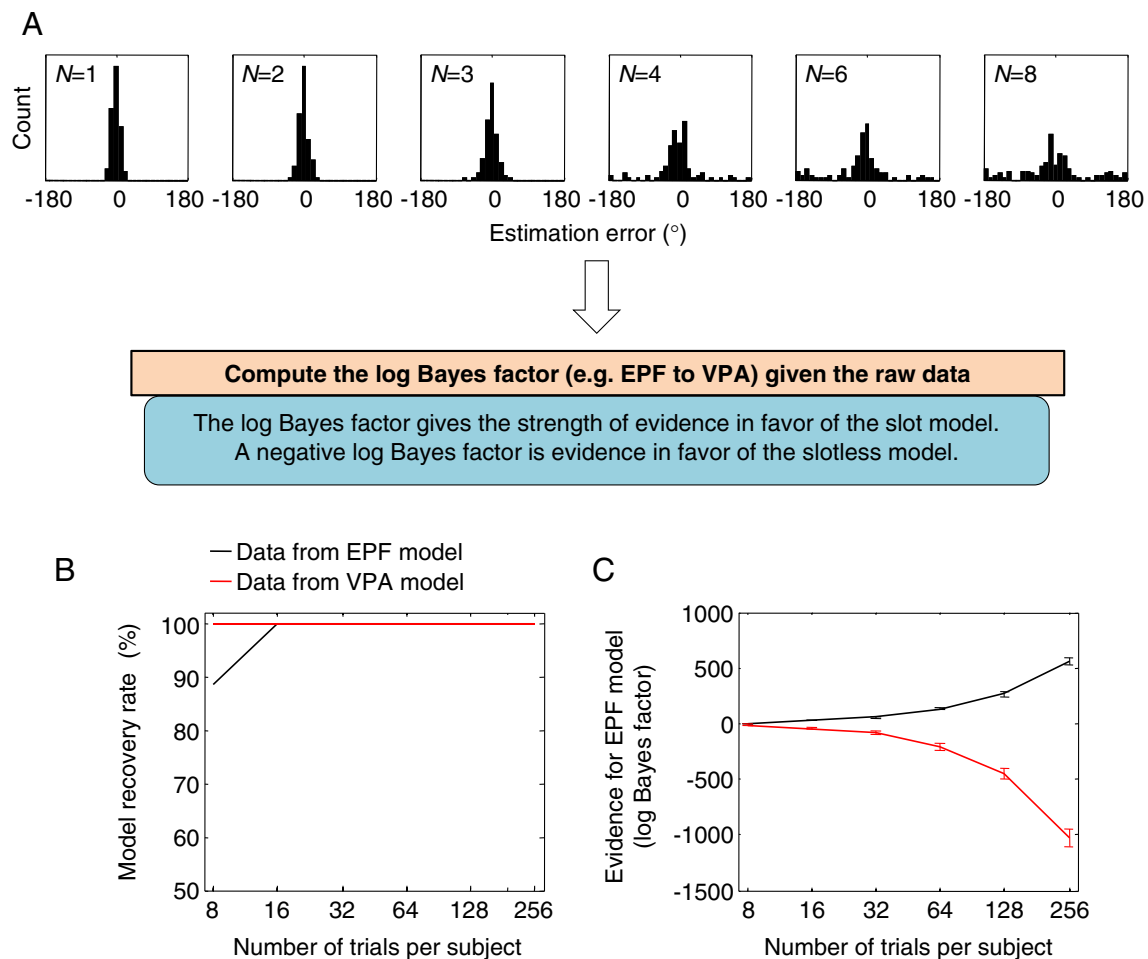 A
N=1
N=2
N=3
N=4
N=6
N=8
Count
-180 0 180
-180 0 180
-180 0 180
-180 0 180
-180 0 180
-180 0 180
Estimation error (°)
Compute the log Bayes factor (e.g. EPF to VPA) given the raw data
The log Bayes factor gives the strength of evidence in favor of the slot model.
A negative log Bayes factor is evidence in favor of the slotless model.
B
Data from EPF model
Data from VPA model
Model recovery rate (%)
100
90
80
70
60
50
8 16 32 64 128 256
Number of trials per subject
C
Evidence for EPF model
(log Bayes factor)
1000
500
0
-500
-1000
-1500
8 16 32 64 128 256
Number of trials per subject